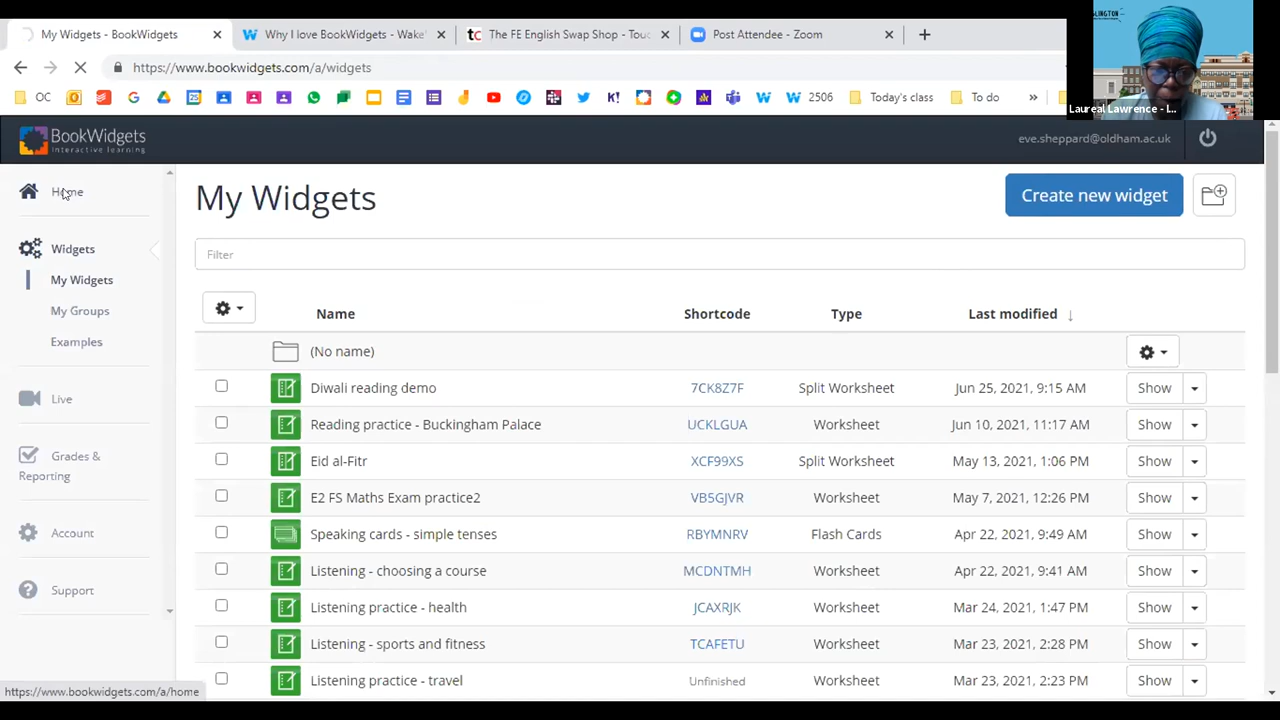 My Widgets - BookWidgets
Why I love BookWidgets - Wake
The FE English Swap Shop - Touc
Post Attendee - Zoom
https://www.bookwidgets.com/a/widgets
OC
K!
2506
Today's class
To do
Laureal Lawrence - I...
BookWidgets
interactive learning
eve.sheppard@oldham.ac.uk
Home
Widgets
My Widgets
My Groups
Examples
Live
Grades &
Reporting
Account
Support
My Widgets
Create new widget
Filter
Name Shortcode Type Last modified ↓
(No name)
Diwali reading demo 7CK8Z7F Split Worksheet Jun 25, 2021, 9:15 AM Show
Reading practice - Buckingham Palace UCKLGUA Worksheet Jun 10, 2021, 11:17 AM Show
Eid al-Fitr XCF99XS Split Worksheet May 13, 2021, 1:06 PM Show
E2 FS Maths Exam practice2 VB5GJVR Worksheet May 7, 2021, 12:26 PM Show
Speaking cards - simple tenses RBYMNRV Flash Cards Apr 22, 2021, 9:49 AM Show
Listening - choosing a course MCDNTMH Worksheet Apr 22, 2021, 9:41 AM Show
Listening practice - health JCAXRJK Worksheet Mar 24, 2021, 1:47 PM Show
Listening - sports and fitness TCAFETU Worksheet Mar 23, 2021, 2:28 PM Show
Listening practice - travel Unfinished Worksheet Mar 23, 2021, 2:23 PM Show
https://www.bookwidgets.com/a/home